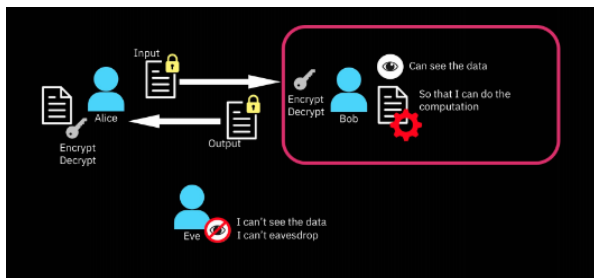 Input
Can see the data
Encrypt
Decrypt
So that I can do the
computation
Alice
Bob
Output
Encrypt
Decrypt
I can't see the data
I can't eavesdrop
Eve